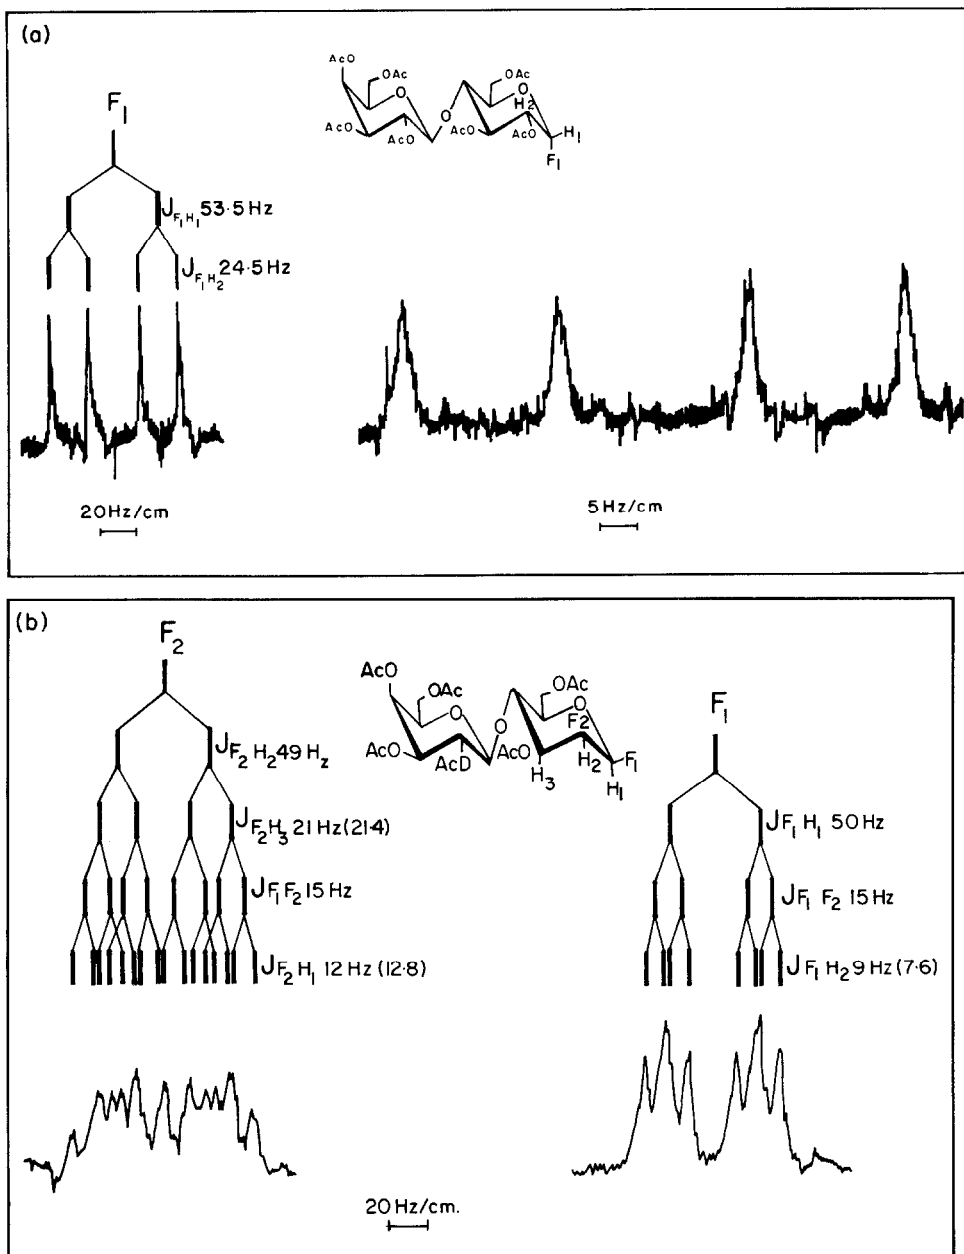 (a)
F1
JF1H1 53·5 Hz
JF1H2 24·5 Hz
AcO
OAc
O
AcO
AcO
O
OAc
O
H2
AcO
AcO
H1
F1
20Hz/cm
5 Hz/cm
(b)
F2
JF2 H2 49 Hz
JF2H3 21 Hz (21·4)
JF1 F2 15 Hz
JF2 H1 12 Hz (12·8)
AcO
OAc
O
AcO
AcD
O
OAc
O
F2
AcO
H3
H2
F1
H1
F1
JF1 H1 50 Hz
JF1 F2 15 Hz
JF1 H2 9 Hz (7·6)
20 Hz/cm.